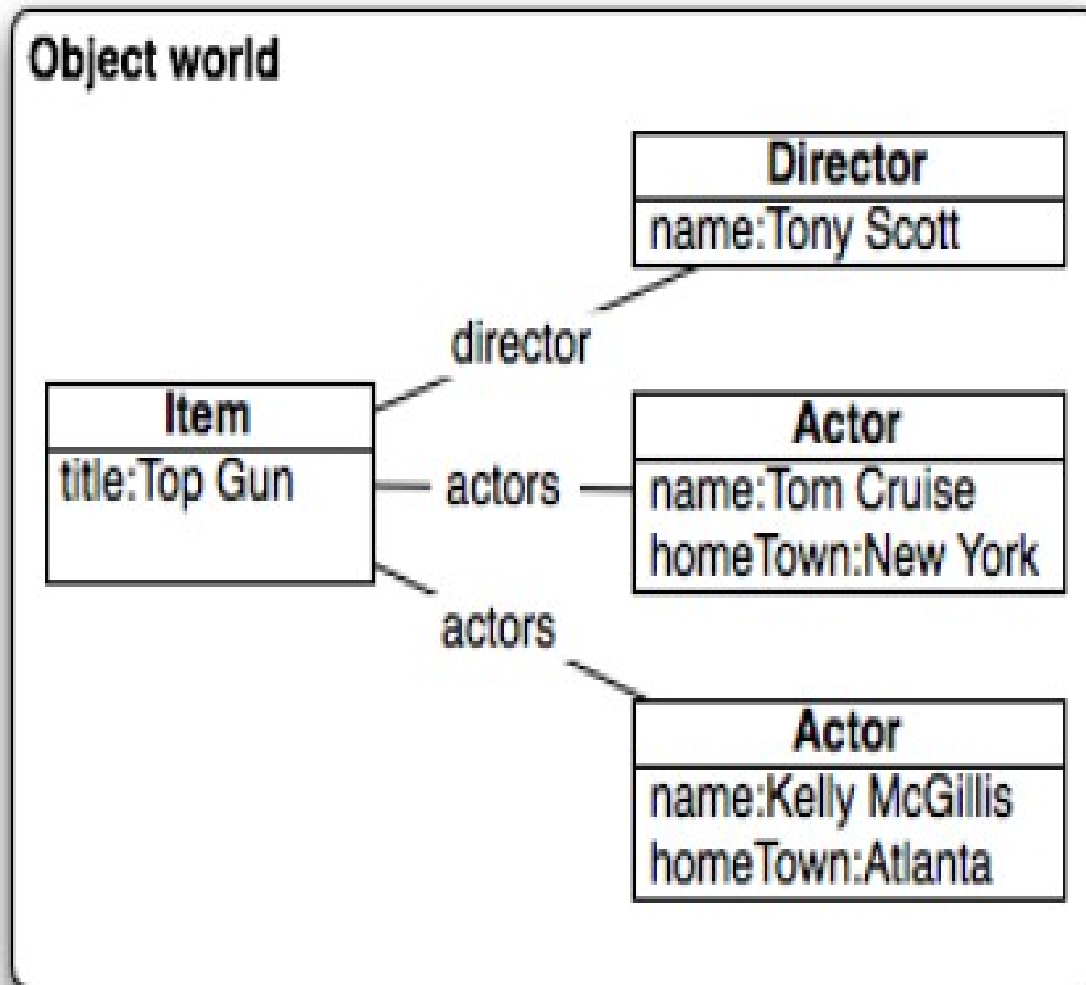 Object world
Director
name:Tony Scott
director
Item
title:Top Gun
actors
Actor
name:Tom Cruise
homeTown:New York
actors
Actor
name:Kelly McGillis
homeTown:Atlanta